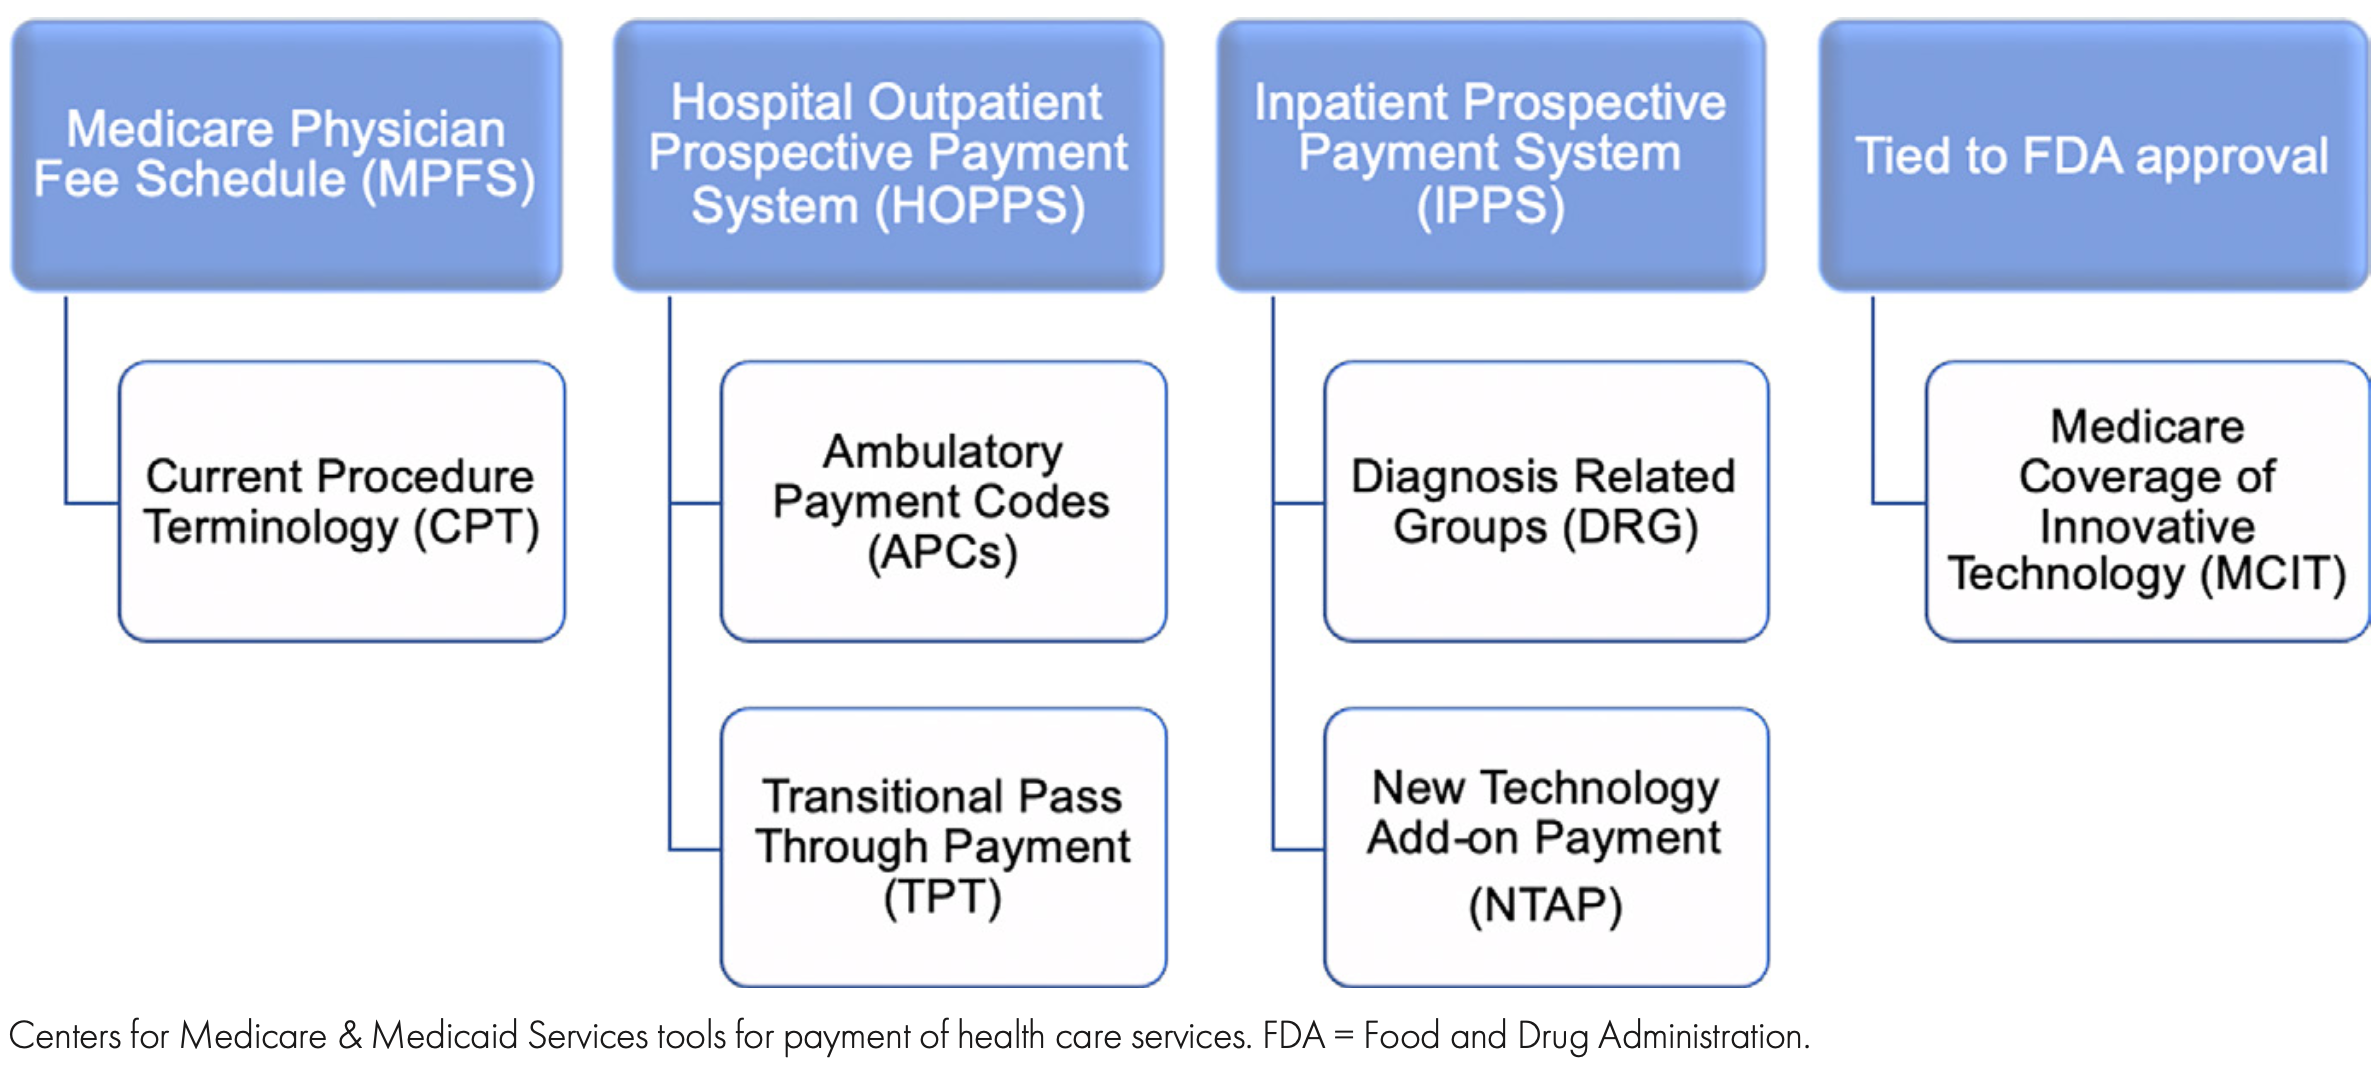 Medicare Physician
Fee Schedule (MPFS)
Current Procedure
Terminology (CPT)
Hospital Outpatient
Prospective Payment
System (HOPPS)
Ambulatory
Payment Codes
(APCs)
Transitional Pass
Through Payment
(TPT)
Inpatient Prospective
Payment System
(IPPS)
Diagnosis Related
Groups (DRG)
New Technology
Add-on Payment
(NTAP)
Tied to FDA approval
Medicare
Coverage of
Innovative
Technology (MCIT)
Centers for Medicare & Medicaid Services tools for payment of health care services. FDA = Food and Drug Administration.